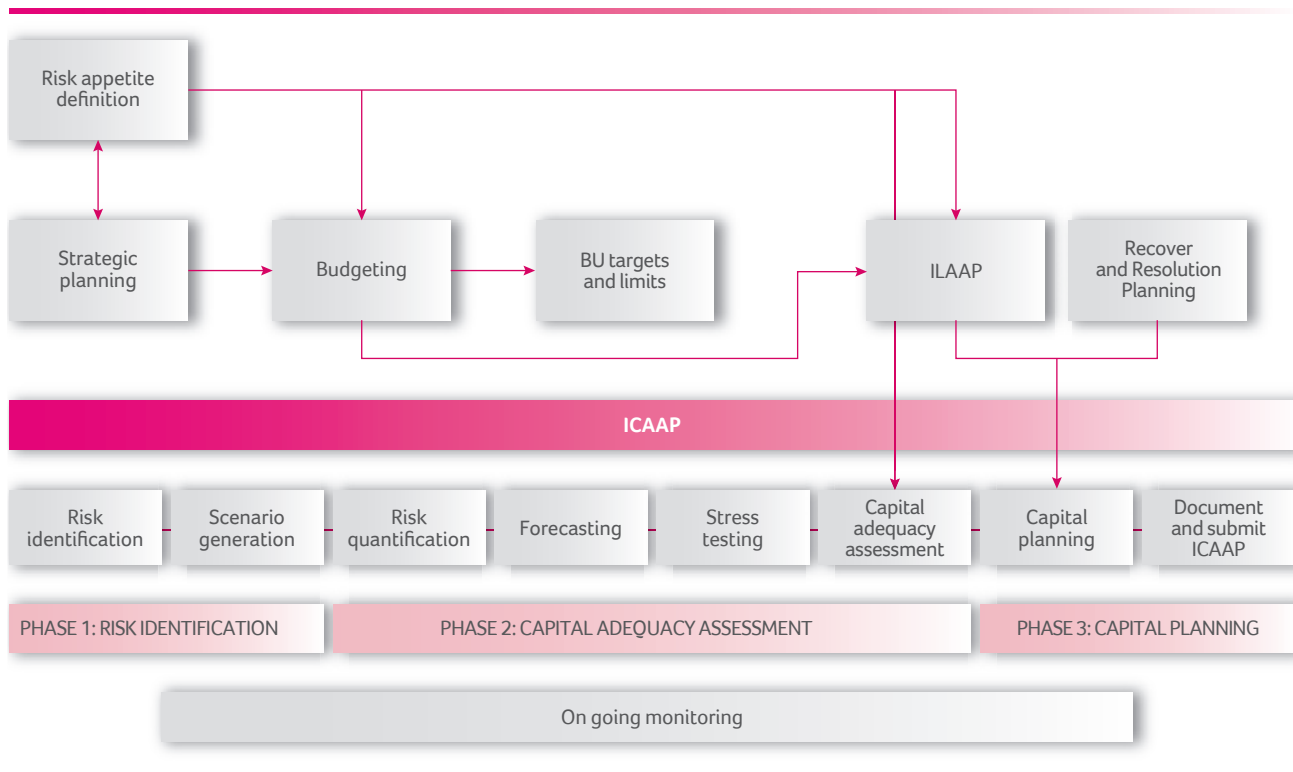 Risk appetite
definition
Strategic
planning
Budgeting
BU targets
and limits
ILAAP
Recover
and Resolution
Planning
ICAAP
Risk
identification
Scenario
generation
Risk
quantification
Forecasting
Stress
testing
Capital
adequacy
assessment
Capital
planning
Document
and submit
ICAAP
PHASE 1: RISK IDENTIFICATION
PHASE 2: CAPITAL ADEQUACY ASSESSMENT
PHASE 3: CAPITAL PLANNING
On going monitoring